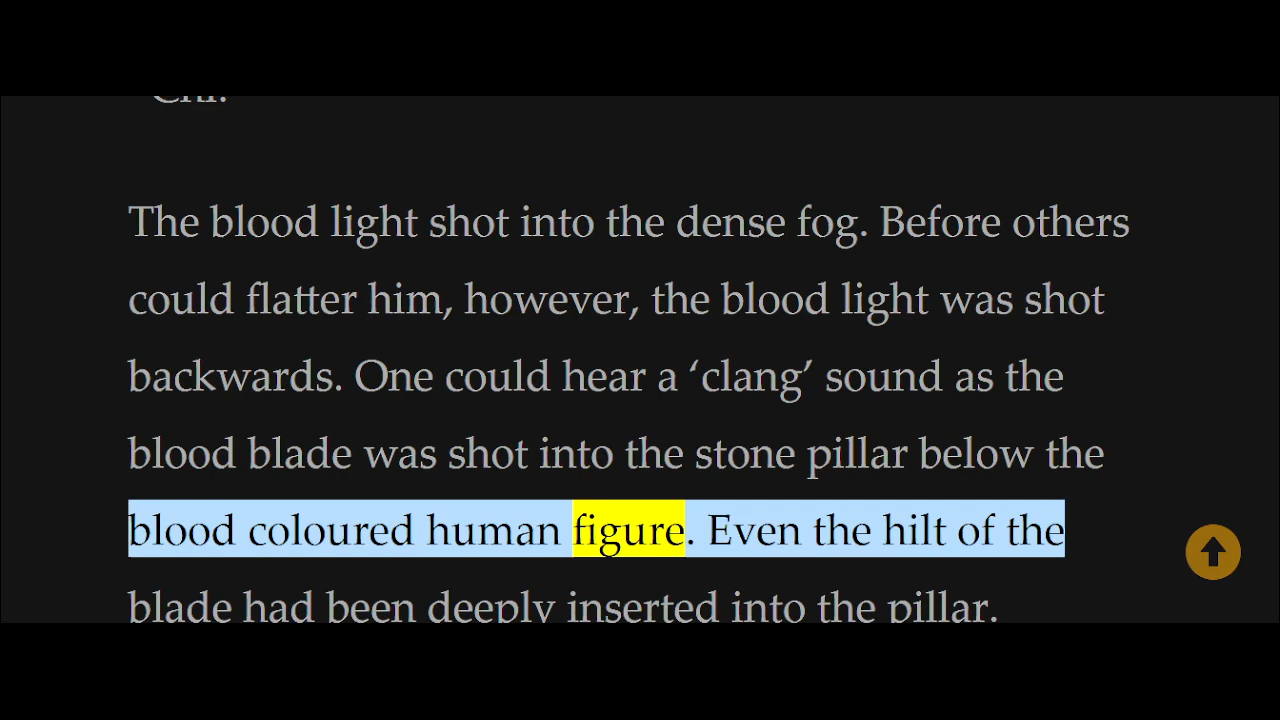 The blood light shot into the dense fog. Before others
could flatter him, however, the blood light was shot
backwards. One could hear a ‘clang’ sound as the
blood blade was shot into the stone pillar below the
blood coloured human figure. Even the hilt of the
blade had been deeply inserted into the pillar.